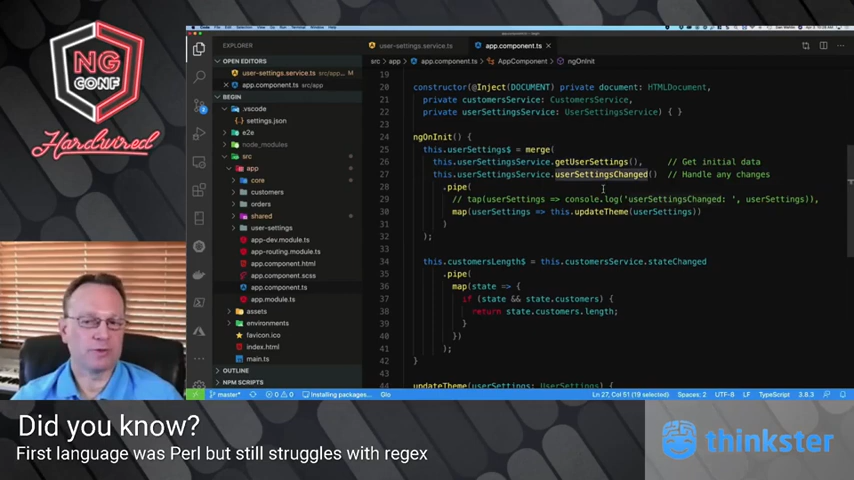 NG
CONF
Hardwired
EXPLORER
OPEN EDITORS
user-settings.service.ts src/app M
app.component.ts src/app
BEGIN
.vscode
settings.json
e2e
node_modules
src
app
core
customers
orders
shared
user-settings
app-dev.module.ts
app-routing.module.ts
app.component.html
app.component.scss
app.component.ts
app.module.ts
assets
environments
favicon.ico
index.html
main.ts
OUTLINE
NPM SCRIPTS
user-settings.service.ts
app.component.ts
src > app > app.component.ts > AppComponent > ngOnInit
19
20 constructor(@Inject(DOCUMENT) private document: HTMLDocument,
21 private customersService: CustomersService,
22 private userSettingsService: UserSettingsService) { }
23
24 ngOnInit() {
25 this.userSettings$ = merge(
26 this.userSettingsService.getUserSettings(), // Get initial data
27 this.userSettingsService.userSettingsChanged() // Handle any changes
28 .pipe(
29 // tap(userSettings => console.log('userSettingsChanged: ', userSettings)),
30 map(userSettings => this.updateTheme(userSettings))
31 )
32 );
33
34 this.customersLength$ = this.customersService.stateChanged
35 .pipe(
36 map(state => {
37 if (state && state.customers) {
38 return state.customers.length;
39 }
40 })
41 );
42 }
43
44 updateTheme(userSettings: UserSettings) {
master* 0 0 Installing packages... Glo Ln 27, Col 51 (19 selected) Spaces: 2 UTF-8 LF TypeScript 3.8.3
Did you know?
First language was Perl but still struggles with regex
thinkster